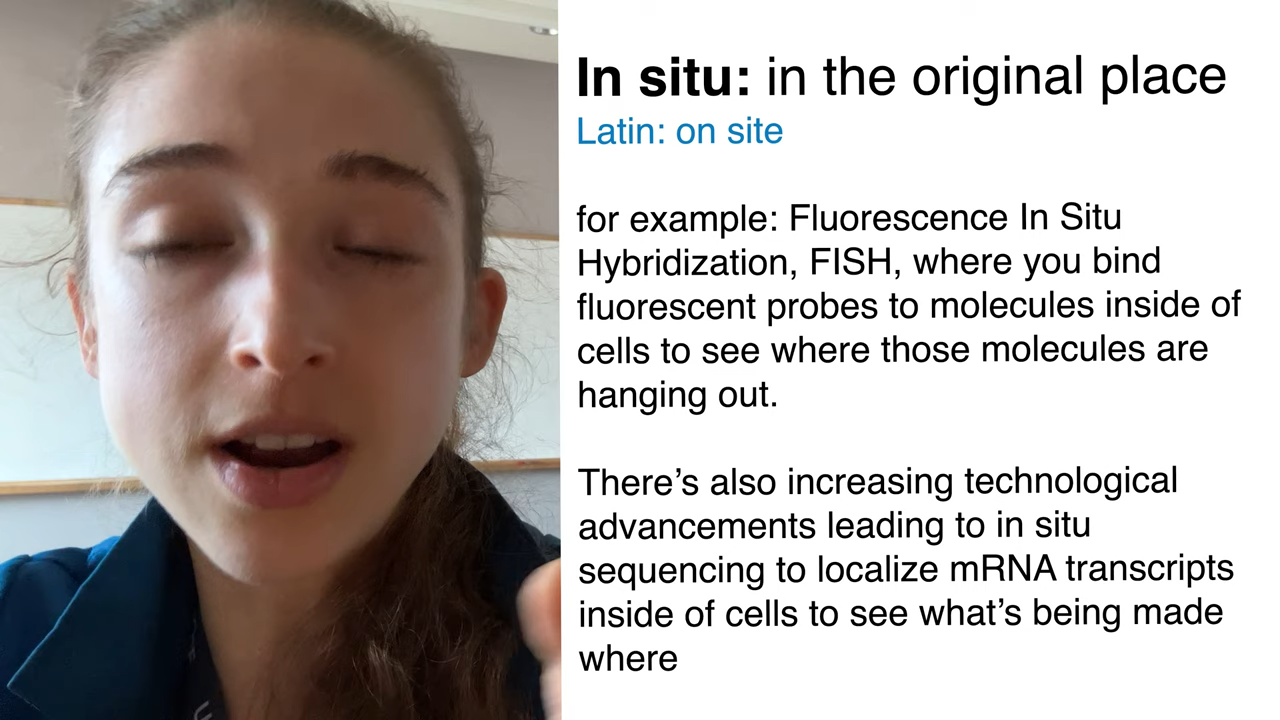 In situ: in the original place
Latin: on site
for example: Fluorescence In Situ
Hybridization, FISH, where you bind
fluorescent probes to molecules inside of
cells to see where those molecules are
hanging out.
There’s also increasing technological
advancements leading to in situ
sequencing to localize mRNA transcripts
inside of cells to see what’s being made
where